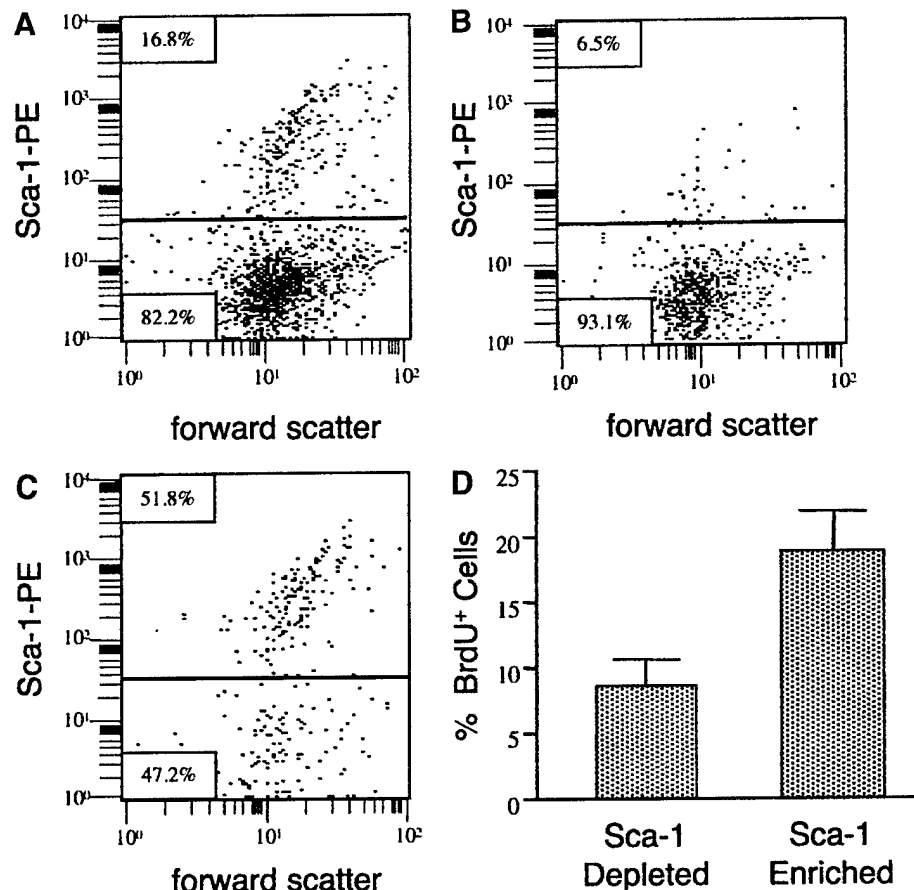 A
10⁴
16.8%
10³
Sca-1-PE
10²
10¹
82.2%
10⁰
10⁰ 10¹ 10²
forward scatter
B
10⁴
6.5%
10³
Sca-1-PE
10²
10¹
93.1%
10⁰
10⁰ 10¹ 10²
forward scatter
C
10⁴
51.8%
10³
Sca-1-PE
10²
10¹
47.2%
10⁰
10⁰ 10¹ 10²
forward scatter
D
25
20
15
10
5
0
% BrdU⁺ Cells
Sca-1 Sca-1
Depleted Enriched